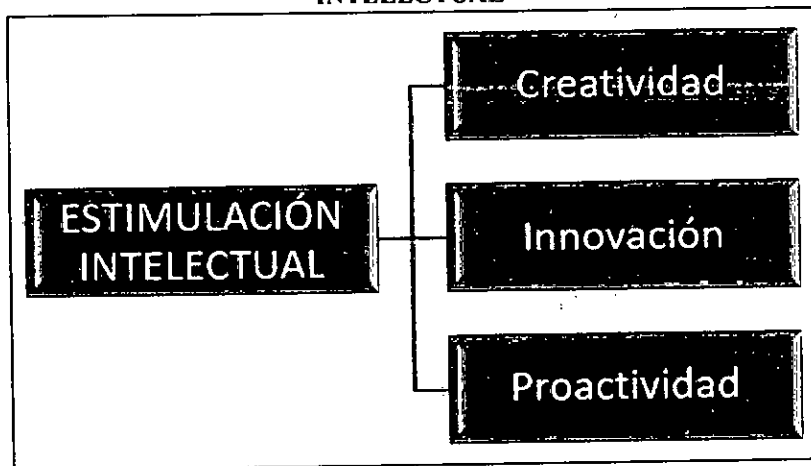 ESTIMULACIÓN
INTELECTUAL
Creatividad
Innovación
Proactividad